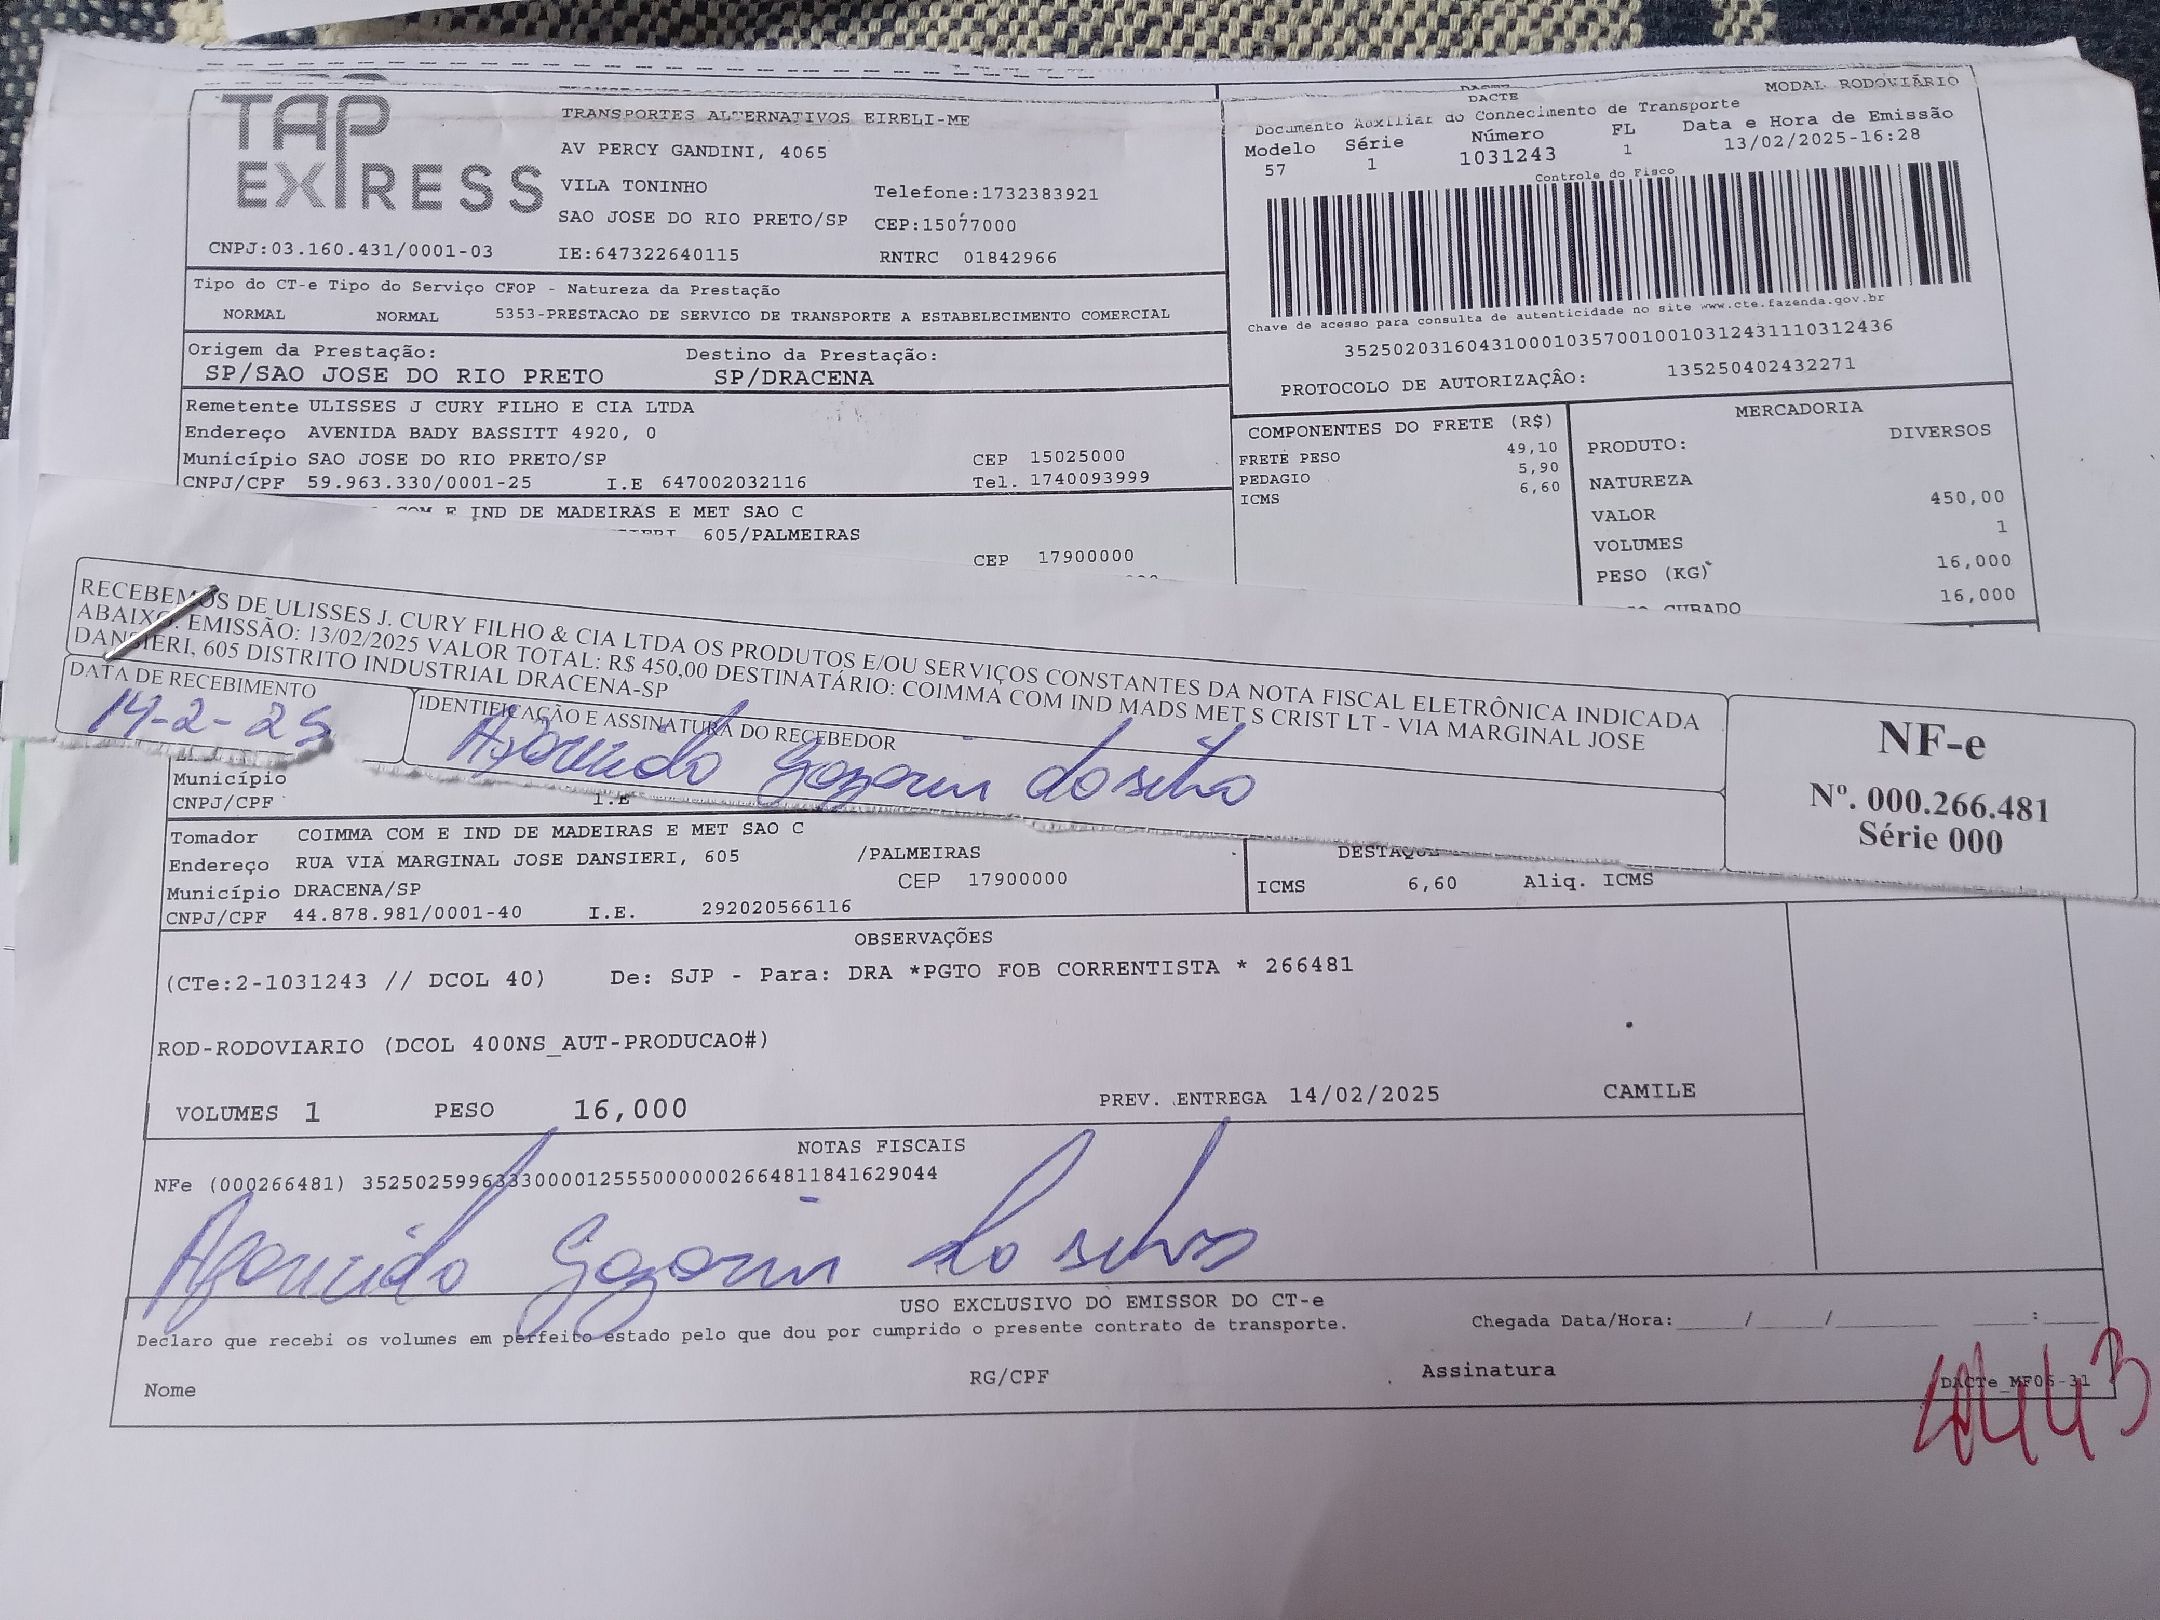 TAP EXPRESS
TRANSPORTES ALTERNATIVOS EIRELI-ME
AV PERCY GANDINI, 4065
VILA TONINHO Telefone:1732383921
SAO JOSE DO RIO PRETO/SP CEP:15077000
CNPJ:03.160.431/0001-03 IE:647322640115 RNTRC 01842966
DACTE MODAL RODOVIÁRIO
Documento Auxiliar do Conhecimento de Transporte
Modelo Série Número FL Data e Hora de Emissão
57 1 1031243 1 13/02/2025-16:28
Controle do Fisco
Chave de acesso para consulta de autenticidade no site www.cte.fazenda.gov.br
35250203160431000103570010010312431110312436
PROTOCOLO DE AUTORIZAÇÂO: 135250402432271
Tipo do CT-e Tipo do Serviço CFOP - Natureza da Prestação
NORMAL NORMAL 5353-PRESTACAO DE SERVICO DE TRANSPORTE A ESTABELECIMENTO COMERCIAL
Origem da Prestação: Destino da Prestação:
SP/SAO JOSE DO RIO PRETO SP/DRACENA
Remetente ULISSES J CURY FILHO E CIA LTDA
Endereço AVENIDA BADY BASSITT 4920, 0
Município SAO JOSE DO RIO PRETO/SP CEP 15025000
CNPJ/CPF 59.963.330/0001-25 I.E 647002032116 Tel. 1740093999
COM E IND DE MADEIRAS E MET SAO C
605/PALMEIRAS
CEP 17900000
COMPONENTES DO FRETE (R$)
FRETE PESO 49,10
PEDAGIO 5,90
ICMS 6,60
MERCADORIA
PRODUTO: DIVERSOS
NATUREZA
VALOR 450,00
VOLUMES 1
PESO (KG) 16,000
CUBADO 16,000
RECEBEMOS DE ULISSES J. CURY FILHO & CIA LTDA OS PRODUTOS E/OU SERVIÇOS CONSTANTES DA NOTA FISCAL ELETRÔNICA INDICADA
ABAIXO. EMISSÃO: 13/02/2025 VALOR TOTAL: R$ 450,00 DESTINATÁRIO: COIMMA COM IND MADS MET S CRIST LT - VIA MARGINAL JOSE
DANSIERI, 605 DISTRITO INDUSTRIAL DRACENA-SP
DATA DE RECEBIMENTO
14-2-25
IDENTIFICAÇÃO E ASSINATURA DO RECEBEDOR
Aparecido Gazorin da Silva
NF-e
Nº. 000.266.481
Série 000
Município
CNPJ/CPF I.E
Tomador COIMMA COM E IND DE MADEIRAS E MET SAO C
Endereço RUA VIA MARGINAL JOSE DANSIERI, 605 /PALMEIRAS
Município DRACENA/SP CEP 17900000
CNPJ/CPF 44.878.981/0001-40 I.E. 292020566116
DESTAQUE
ICMS 6,60 Aliq. ICMS
OBSERVAÇÕES
(CTe:2-1031243 // DCOL 40) De: SJP - Para: DRA *PGTO FOB CORRENTISTA * 266481
ROD-RODOVIARIO (DCOL 400NS_AUT-PRODUCAO#)
VOLUMES 1 PESO 16,000 PREV. ENTREGA 14/02/2025 CAMILE
NOTAS FISCAIS
NFe (000266481) 35250259963330000125550000002664811841629044
Aparecido Gazorin da Silva
USO EXCLUSIVO DO EMISSOR DO CT-e
Declaro que recebi os volumes em perfeito estado pelo que dou por cumprido o presente contrato de transporte. Chegada Data/Hora:_____/_____/________ ____:____
Nome RG/CPF Assinatura DACTe_MF06-31